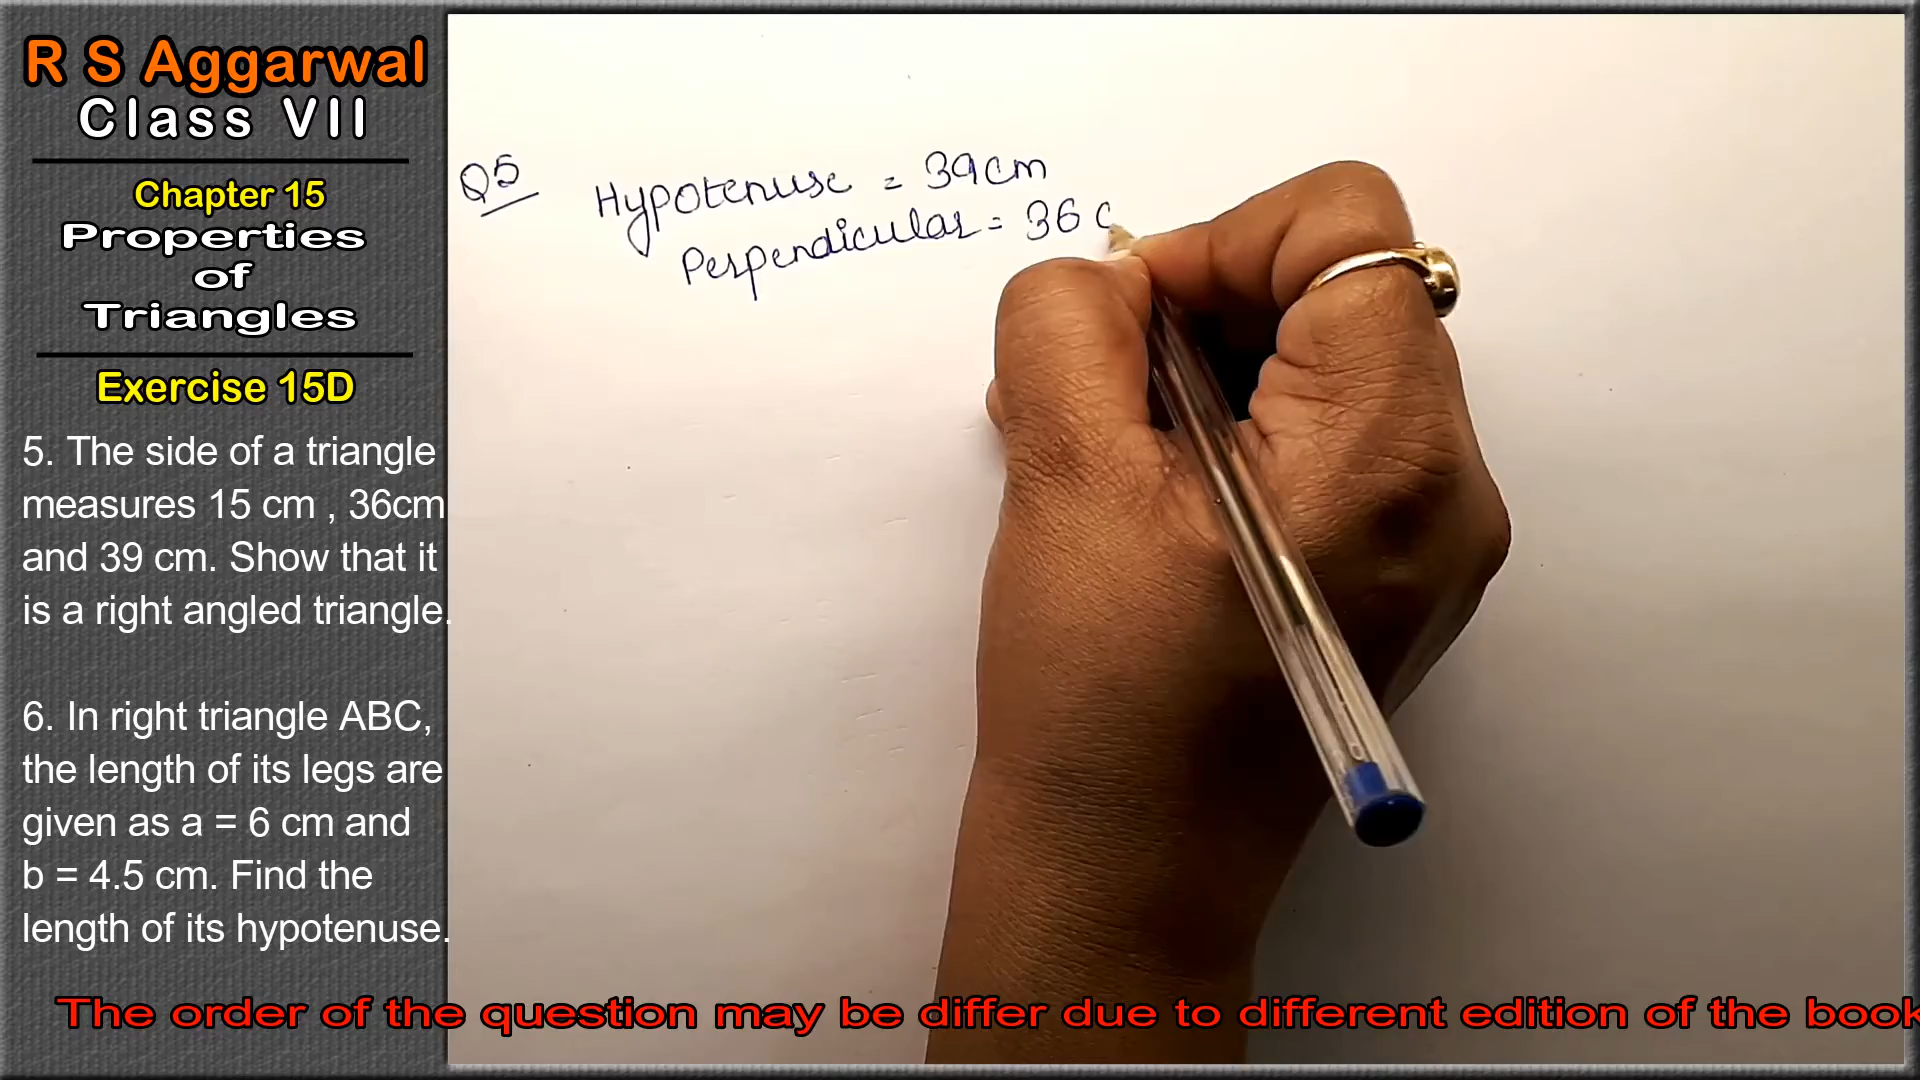 R S Aggarwal
Class VII
Chapter 15
Properties
of
Triangles
Exercise 15D
5. The side of a triangle
measures 15 cm , 36cm
and 39 cm. Show that it
is a right angled triangle.
6. In right triangle ABC,
the length of its legs are
given as a = 6 cm and
b = 4.5 cm. Find the
length of its hypotenuse.
Q5
Hypotenuse = 39cm
Perpendicular = 36 c
The order of the question may be differ due to different edition of the book